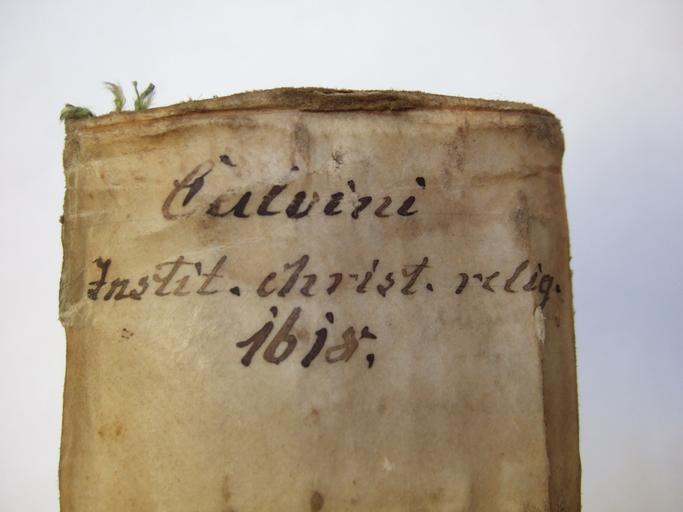 Calvini
Instit. christ. relig.
1618.